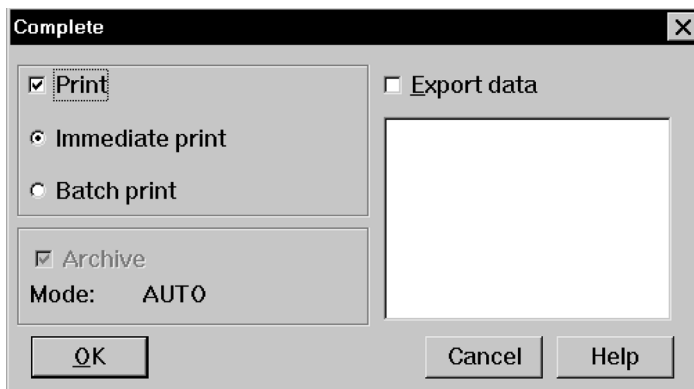 Complete
Print
Immediate print
Batch print
Archive
Mode: AUTO
Export data
OK
Cancel
Help